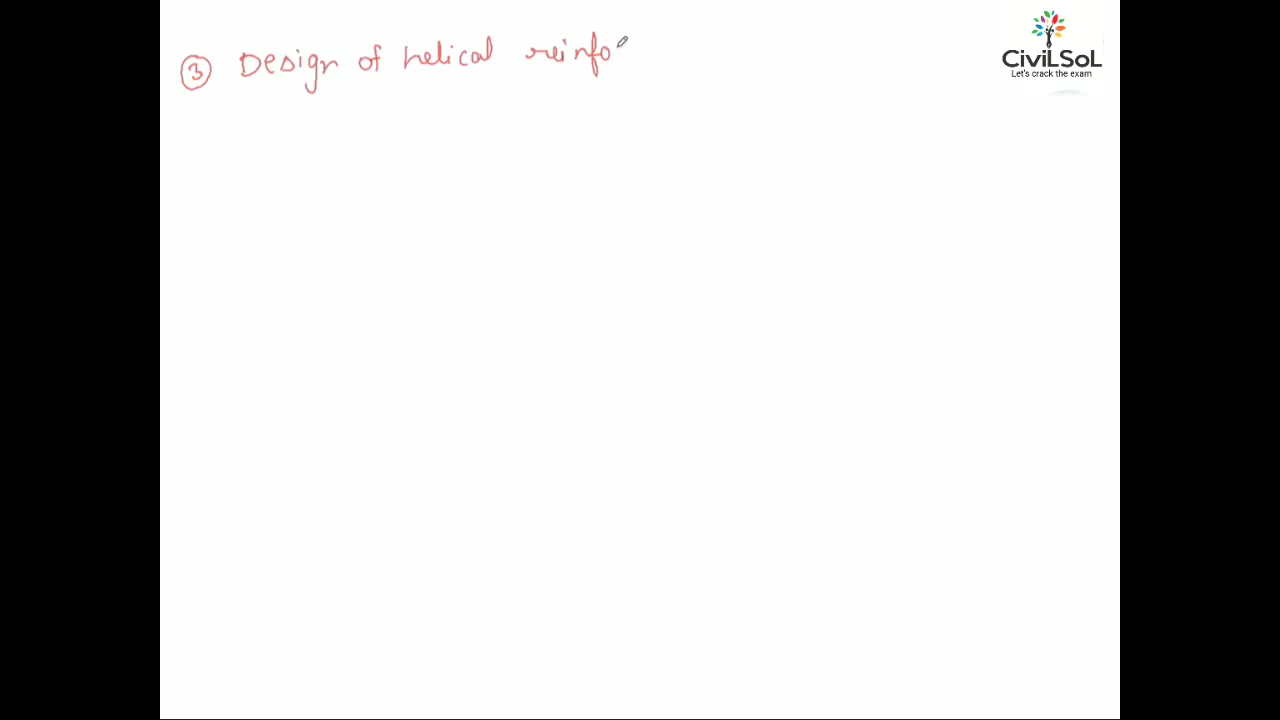 ③ Design of helical reinfo
CiviLSoL
Let's crack the exam